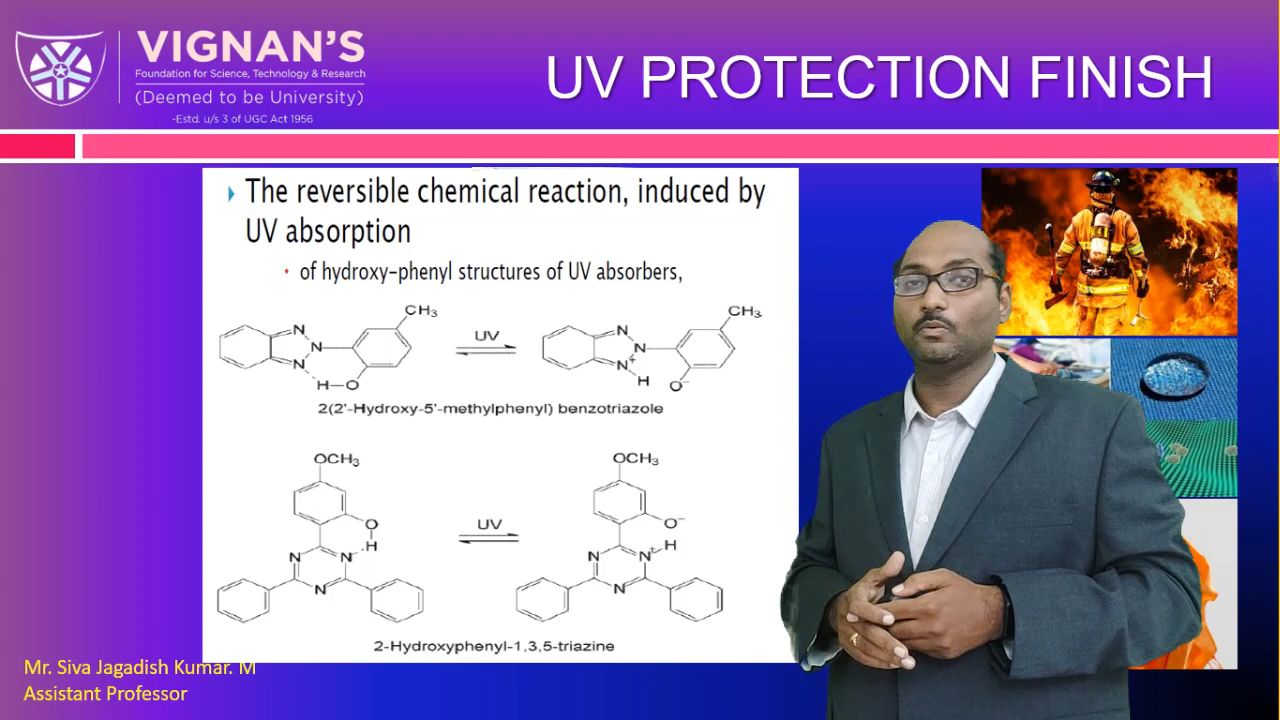 VIGNAN'S
Foundation for Science, Technology & Research
(Deemed to be University)
-Estd. u/s 3 of UGC Act 1956
UV PROTECTION FINISH
The reversible chemical reaction, induced by
UV absorption
• of hydroxy-phenyl structures of UV absorbers,
CH₃
N
N
N
H—O
UV
CH₃
N
N
N⁺
H
O⁻
2(2'-Hydroxy-5'-methylphenyl) benzotriazole
OCH₃
O
H
N
N
N
UV
OCH₃
O⁻
H
N
N⁺
N
2-Hydroxyphenyl-1,3,5-triazine
Mr. Siva Jagadish Kumar. M
Assistant Professor